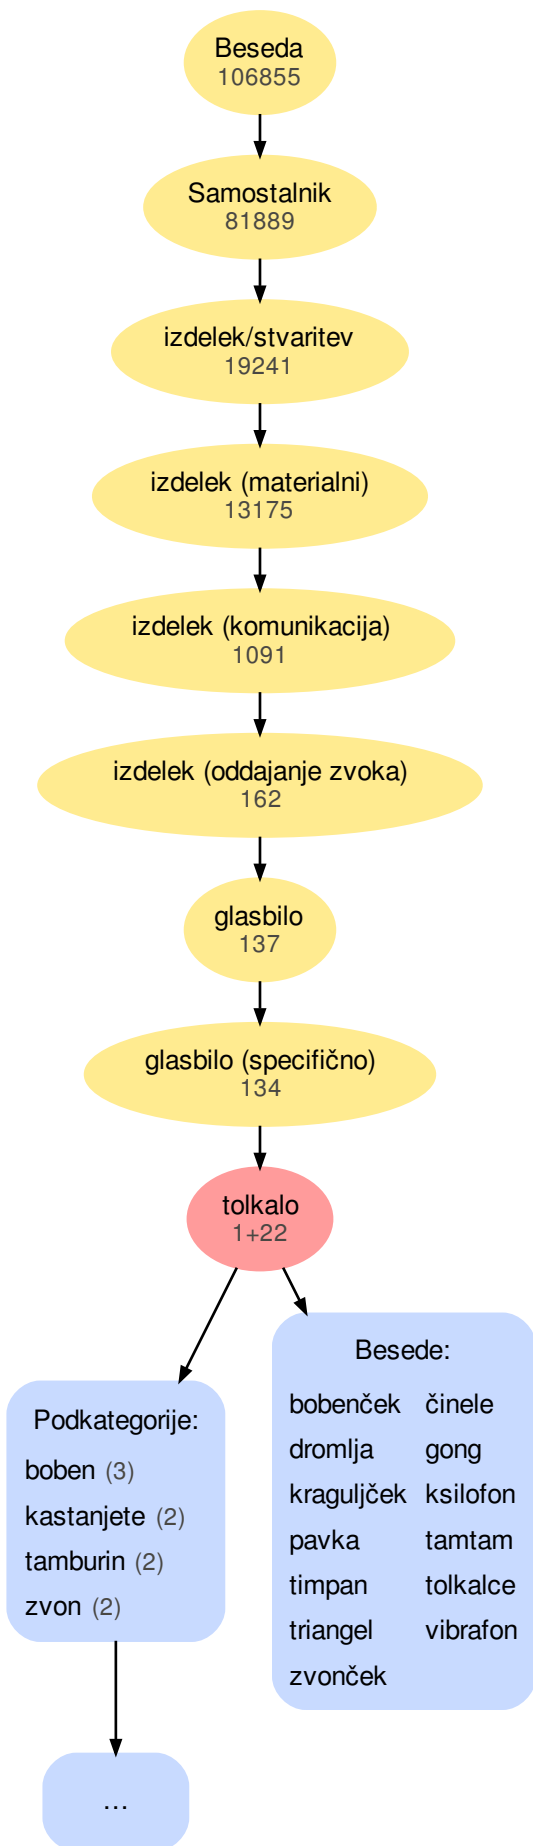 Beseda
106855
Samostalnik
81889
izdelek/stvaritev
19241
izdelek (materialni)
13175
izdelek (komunikacija)
1091
izdelek (oddajanje zvoka)
162
glasbilo
137
glasbilo (specifično)
134
tolkalo
1+22
Podkategorije:
boben (3)
kastanjete (2)
tamburin (2)
zvon (2)
...
Besede:
bobenček činele
dromlja gong
kraguljček ksilofon
pavka tamtam
timpan tolkalce
triangel vibrafon
zvonček